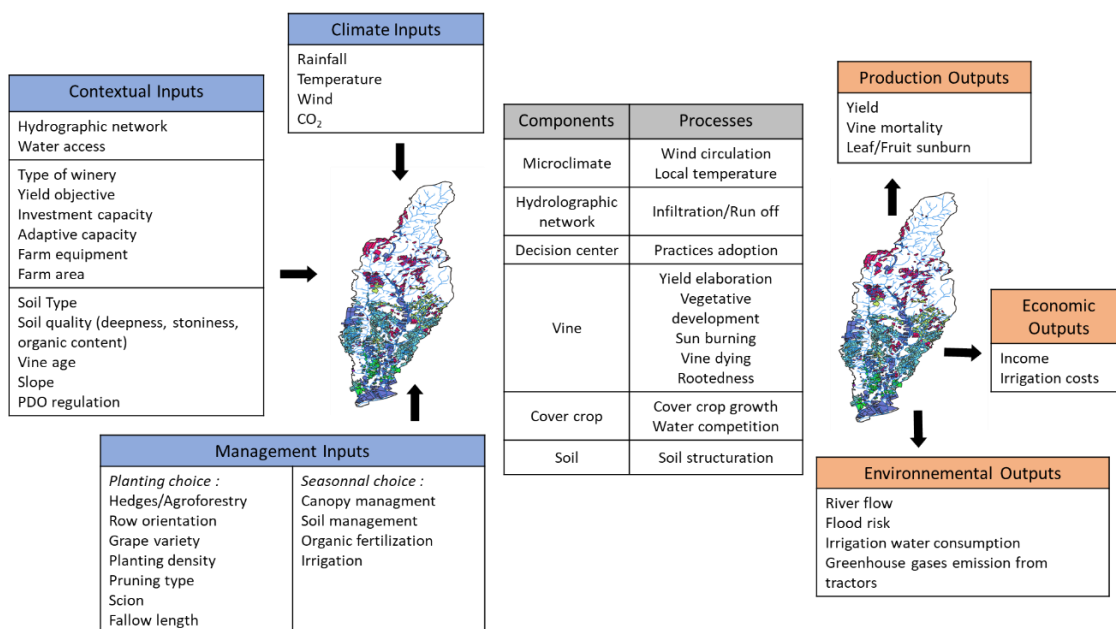 Climate Inputs
Rainfall
Temperature
Wind
CO₂
Contextual Inputs
Hydrographic network
Water access
Type of winery
Yield objective
Investment capacity
Adaptive capacity
Farm equipment
Farm area
Soil Type
Soil quality (deepness, stoniness,
organic content)
Vine age
Slope
PDO regulation
Management Inputs
Planting choice :
Hedges/Agroforestry
Row orientation
Grape variety
Planting density
Pruning type
Scion
Fallow length
Seasonnal choice :
Canopy managment
Soil management
Organic fertilization
Irrigation
Components
Processes
Microclimate
Wind circulation
Local temperature
Hydrolographic
network
Infiltration/Run off
Decision center
Practices adoption
Vine
Yield elaboration
Vegetative
development
Sun burning
Vine dying
Rootedness
Cover crop
Cover crop growth
Water competition
Soil
Soil structuration
Production Outputs
Yield
Vine mortality
Leaf/Fruit sunburn
Economic
Outputs
Income
Irrigation costs
Environnemental Outputs
River flow
Flood risk
Irrigation water consumption
Greenhouse gases emission from
tractors